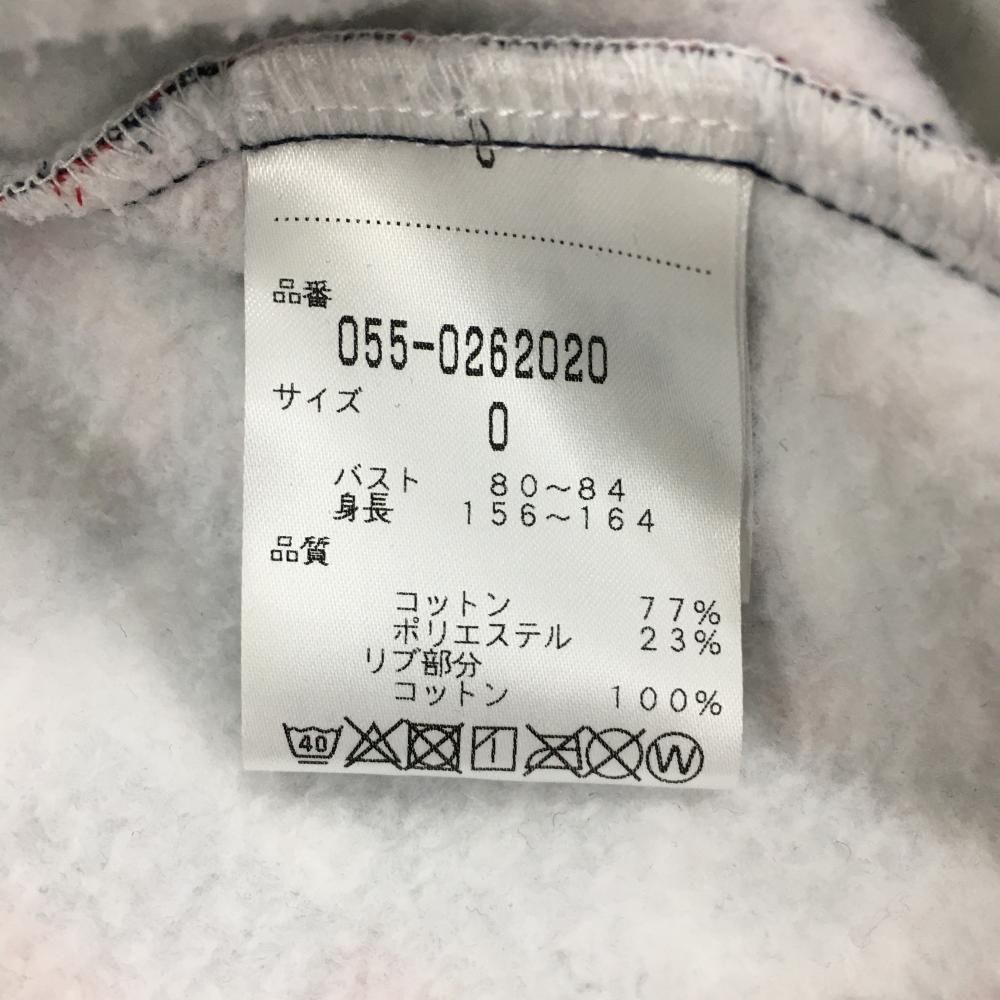 品番
055-0262020
サイズ
0
バスト 80～84
身長 156～164
品質
コットン 77%
ポリエステル 23%
リブ部分
コットン 100%
40 W